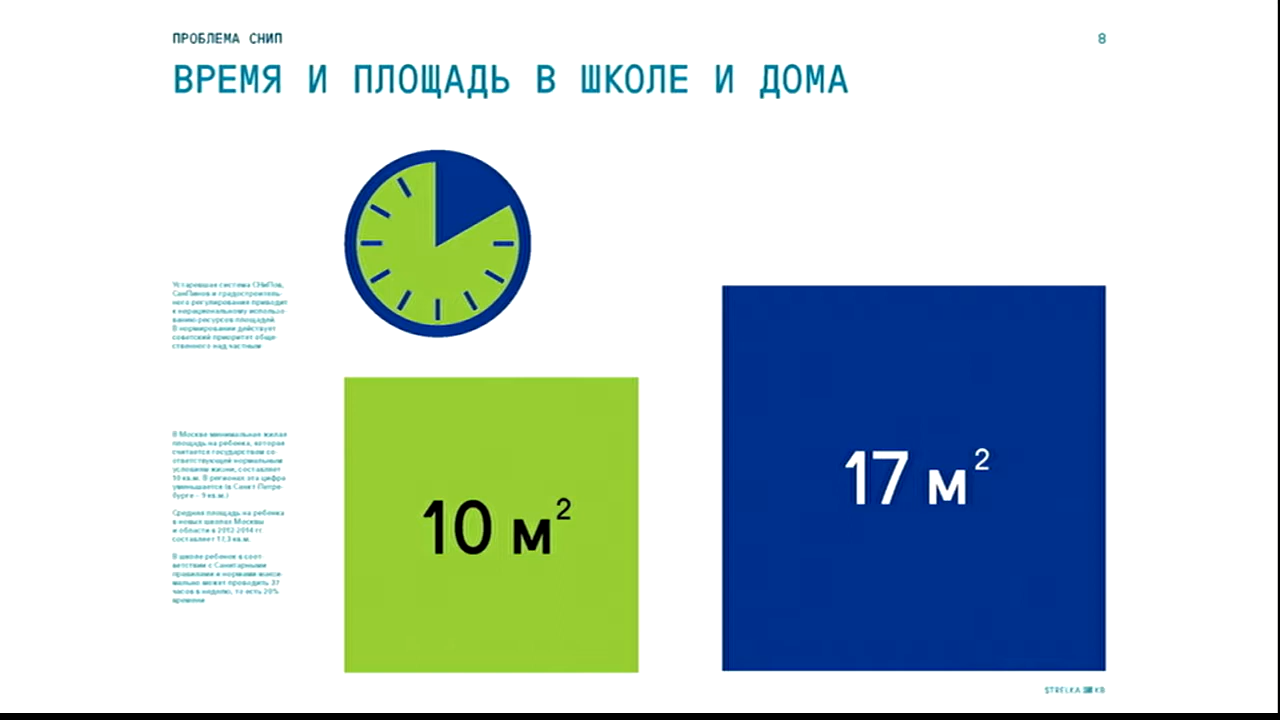 ПРОБЛЕМА СНИП
8
ВРЕМЯ И ПЛОЩАДЬ В ШКОЛЕ И ДОМА
Устаревшая система СНиПов,
СанПинов и градостроитель-
ного регулирования приводит
к нерациональному использо-
ванию ресурсов площадей.
В нормировании действует
советский приоритет обще-
ственного над частным
В Москве минимальная жилая
площадь на ребенка, которая
считается государством со-
ответствующей нормальным
условиям жизни, составляет
10 кв.м. В регионах эта цифра
уменьшается (в Санкт-Петер-
бурге - 9 кв.м.)
Средняя площадь на ребенка
в новых школах Москвы
и области в 2012-2014 гг.
составляет 17,3 кв.м.
В школе ребенок в соот-
ветствии с Санитарными
правилами и нормами макси-
мально может проводить 37
часов в неделю, то есть 20%
времени
10 м²
17 м²
STRELKA КБ